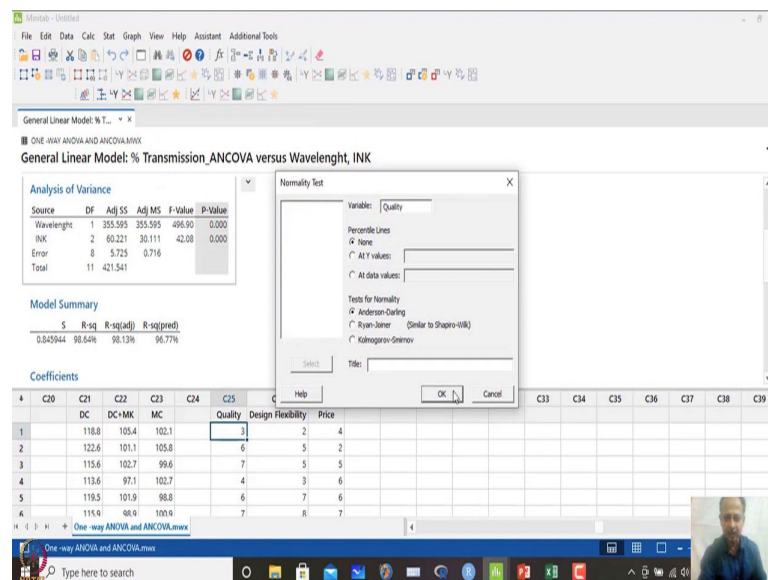 Minitab - Untitled
File Edit Data Calc Stat Graph View Help Assistant Additional Tools
General Linear Model: % T...
ONE -WAY ANOVA AND ANCOVA.MWX
General Linear Model: % Transmission_ANCOVA versus Wavelenght, INK
Analysis of Variance
Source DF Adj SS Adj MS F-Value P-Value
Wavelenght 1 355.595 355.595 496.90 0.000
INK 2 60.221 30.111 42.08 0.000
Error 8 5.725 0.716
Total 11 421.541
Model Summary
S R-sq R-sq(adj) R-sq(pred)
0.845944 98.64% 98.13% 96.77%
Coefficients
Normality Test
Variable: Quality
Percentile Lines
None
At Y values:
At data values:
Tests for Normality
Anderson-Darling
Ryan-Joiner (Similar to Shapiro-Wilk)
Kolmogorov-Smirnov
Select
Title:
Help OK Cancel
C20 C21 C22 C23 C24 C25 C33 C34 C35 C36 C37 C38 C39
DC DC+MK MC Quality Design Flexibility Price
1 118.8 105.4 102.1 3 2 4
2 122.6 101.1 105.8 6 5 2
3 115.6 102.7 99.6 7 5 5
4 113.6 97.1 102.7 4 3 6
5 119.5 101.9 98.8 6 7 6
6 115.9 98.9 100.9 7 8 7
One -way ANOVA and ANCOVA.mwx
One -way ANOVA and ANCOVA.mwx
Type here to search